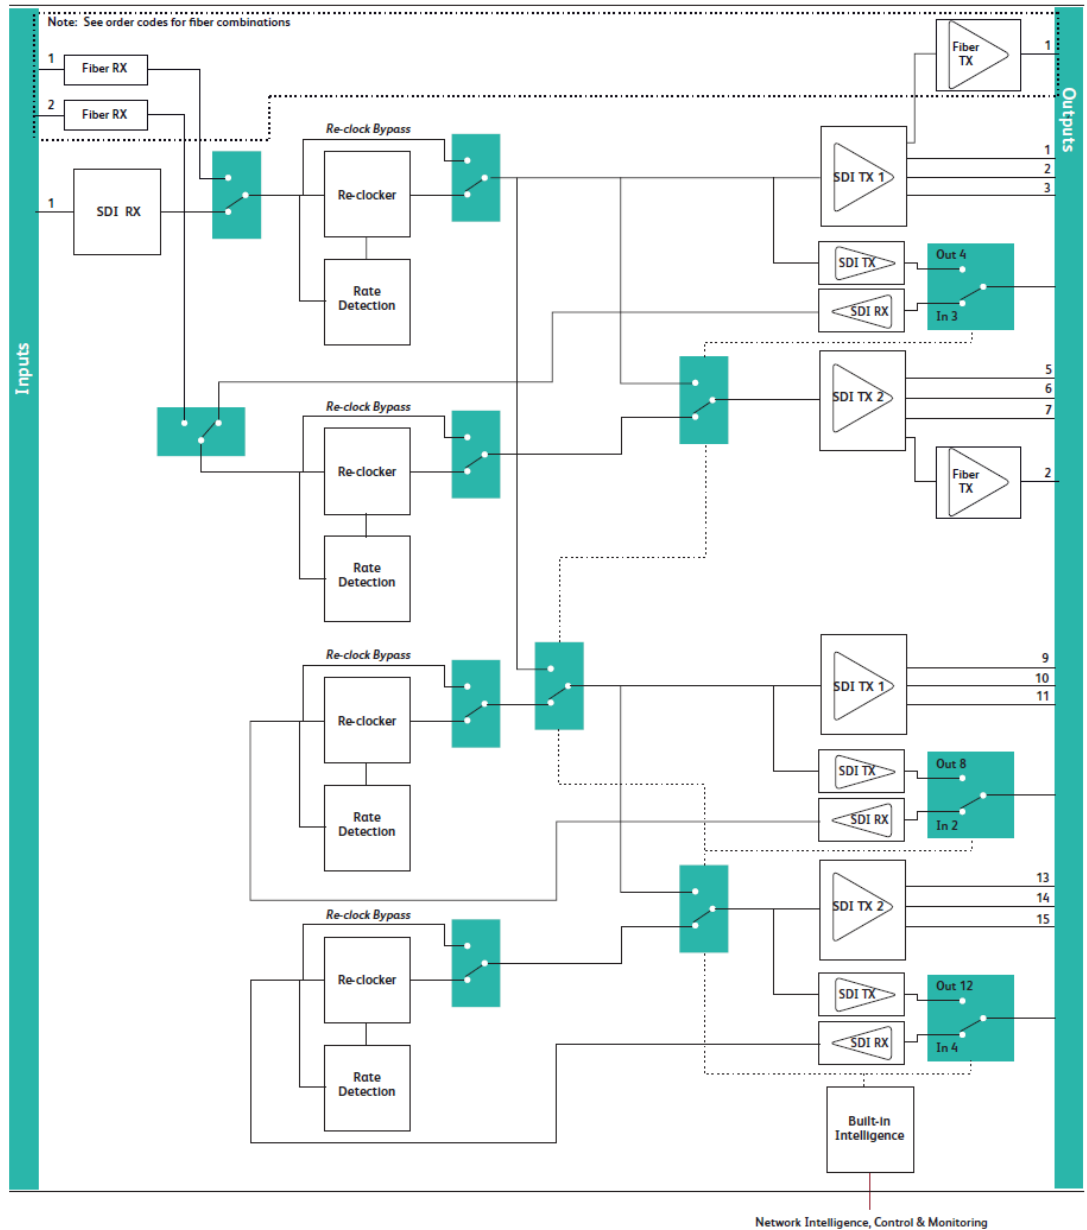 Note: See order codes for fiber combinations
Fiber
TX
1
1
Fiber RX
2
Fiber RX
Outputs
Re-clock Bypass
1
2
3
SDI TX 1
Re-clocker
1
SDI RX
Out 4
SDI TX
Rate
Detection
SDI RX
In 3
Inputs
5
6
7
SDI TX 2
Re-clock Bypass
Re-clocker
Fiber
TX
2
Rate
Detection
Re-clock Bypass
9
10
11
SDI TX 1
Re-clocker
Out 8
SDI TX
Rate
Detection
SDI RX
In 2
13
14
15
SDI TX 2
Re-clock Bypass
Re-clocker
Out 12
SDI TX
SDI RX
In 4
Rate
Detection
Built-in
Intelligence
Network Intelligence, Control & Monitoring